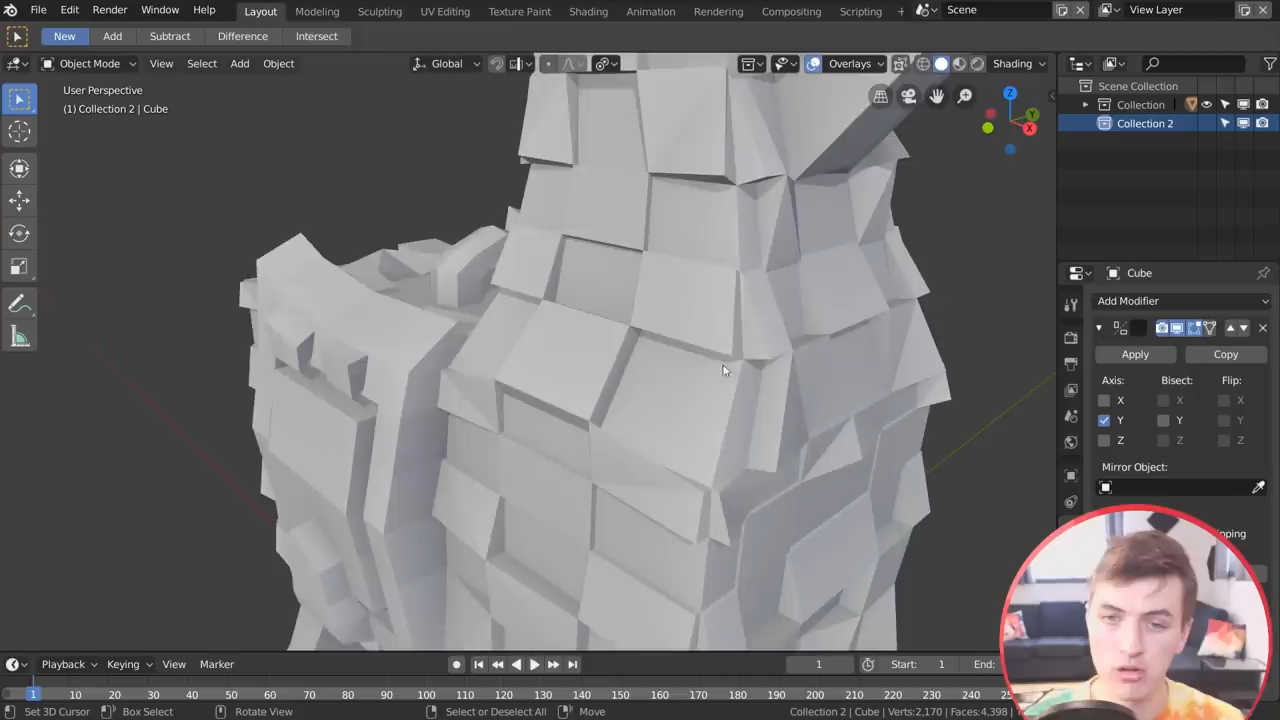 File Edit Render Window Help Layout Modeling Sculpting UV Editing Texture Paint Shading Animation Rendering Compositing Scripting + Scene View Layer
New Add Subtract Difference Intersect
Object Mode View Select Add Object Global Overlays Shading
User Perspective
(1) Collection 2 | Cube
Z
Y
X
Scene Collection
Collection
Collection 2
Cube
Add Modifier
Apply Copy
Axis: Bisect: Flip:
X X X
Y Y Y
Z Z Z
Mirror Object:
Playback Keying View Marker 1 Start: 1 End:
1 10 20 30 40 50 60 70 80 90 100 110 120 130 140 150 160 170 180 190 200 210 220 230 240
Set 3D Cursor Box Select Rotate View Select or Deselect All Move Collection 2 | Cube | Verts:2,170 | Faces:4,398 |